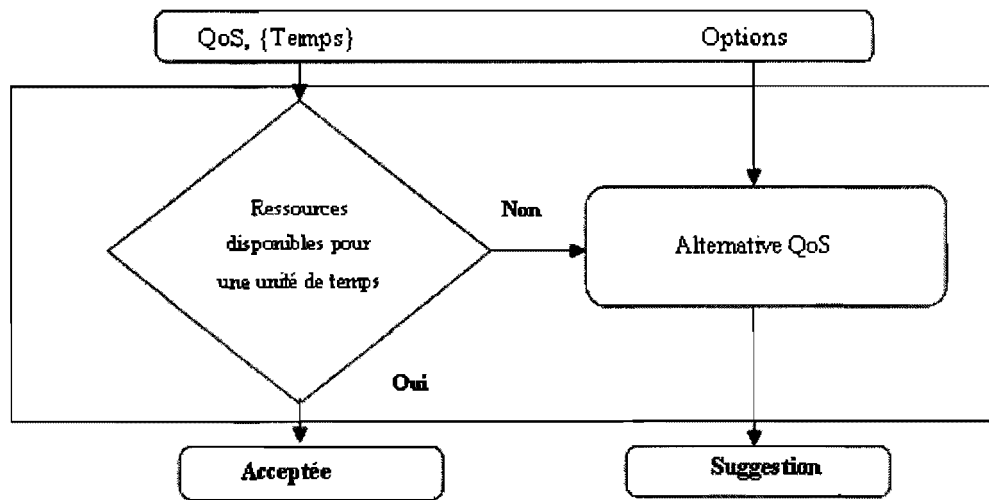 QoS, {Temps} Options
Ressources
disponibles pour
une unité de temps
Non
Alternative QoS
Oui
Acceptée
Suggestion